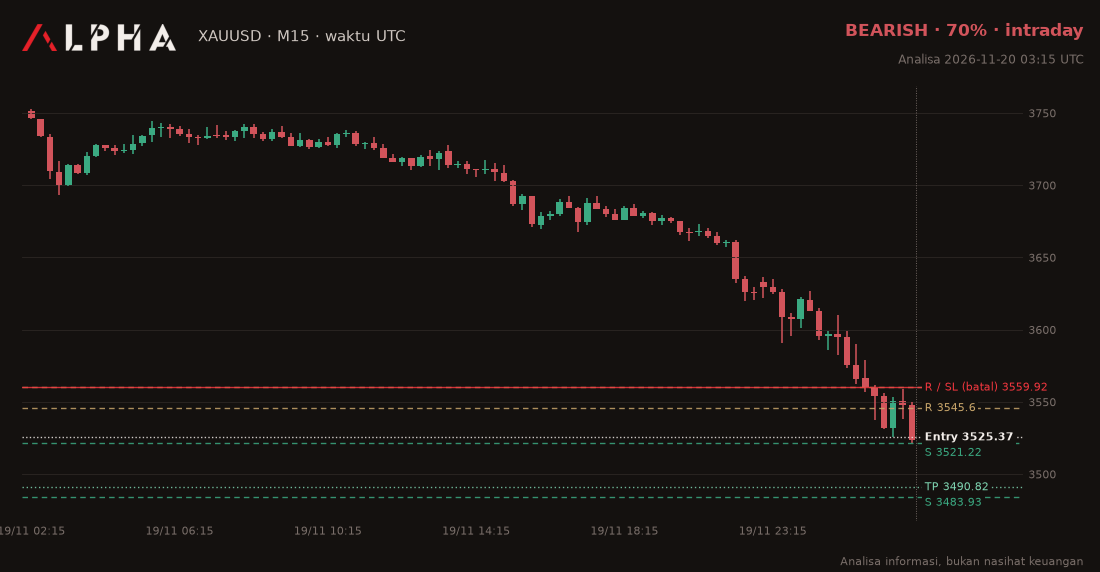 ALPHA XAUUSD · M15 · waktu UTC
BEARISH · 70% · intraday
Analisa 2026-11-20 03:15 UTC
3750
3700
3650
3600
R / SL (batal) 3559.92
3550
R 3545.6
Entry 3525.37
S 3521.22
3500
TP 3490.82
S 3483.93
19/11 02:15 19/11 06:15 19/11 10:15 19/11 14:15 19/11 18:15 19/11 23:15
Analisa informasi, bukan nasihat keuangan